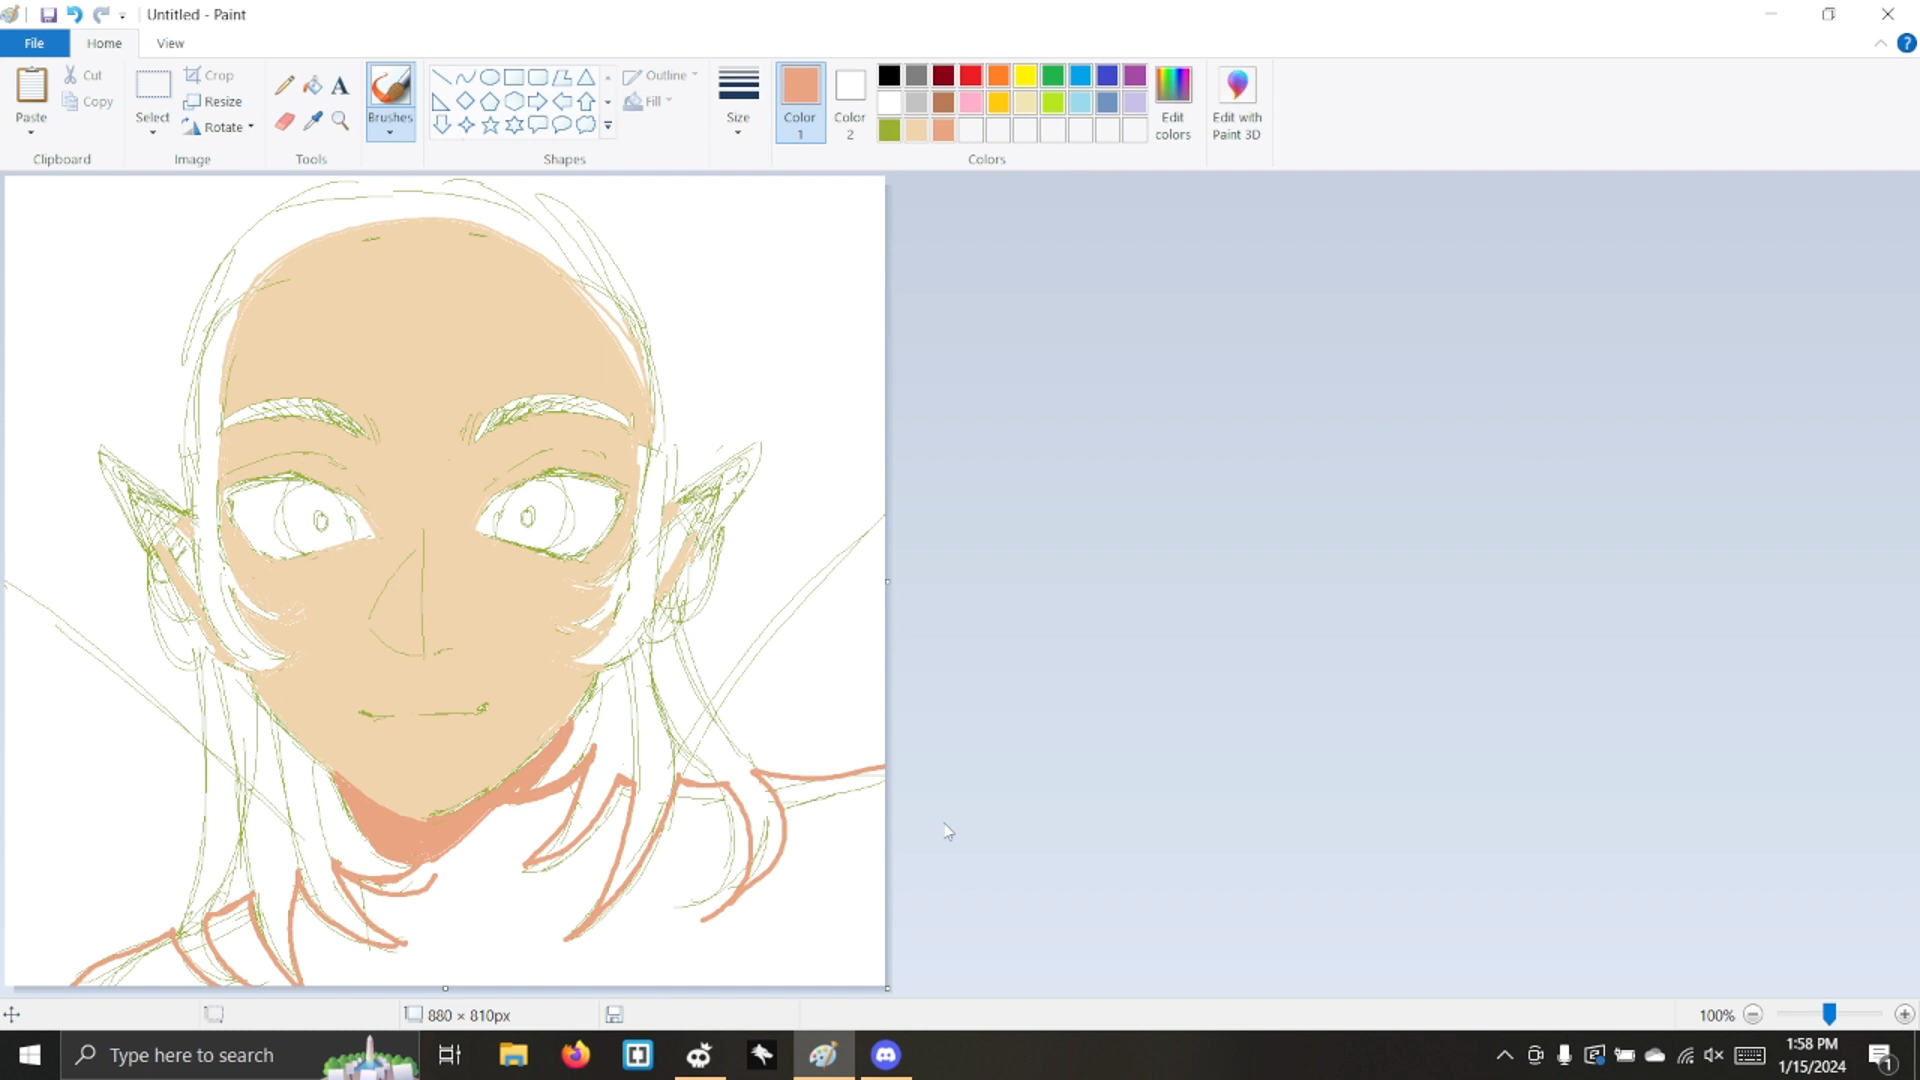 Untitled - Paint
File Home View
Paste
Cut
Copy
Clipboard
Select
Crop
Resize
Rotate
Image
A
Tools
Brushes
Shapes
Outline
Fill
Size
Color
1
Color
2
Colors
Edit
colors
Edit with
Paint 3D
880 × 810px
100%
Type here to search
1:58 PM
1/15/2024
1